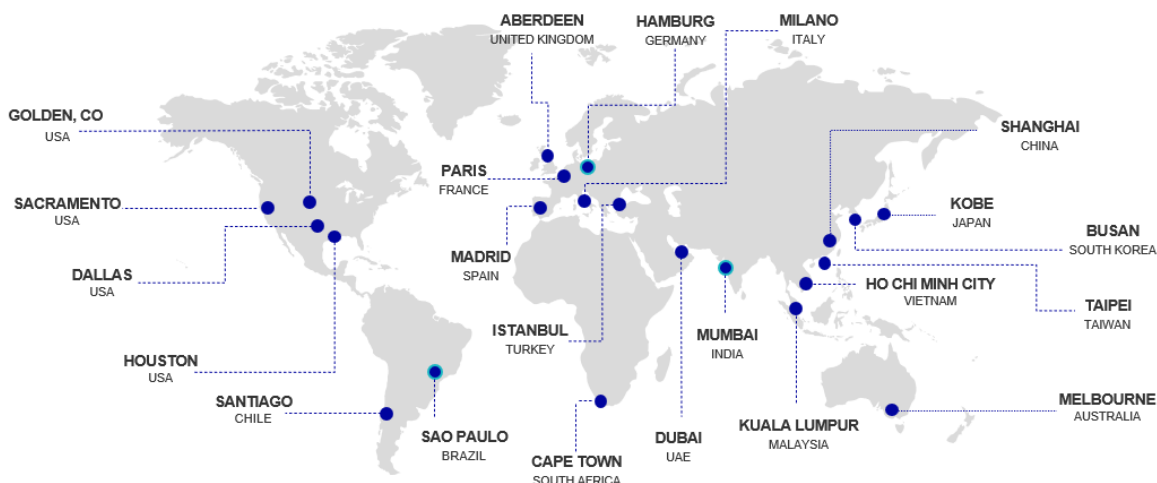 ABERDEEN
UNITED KINGDOM
HAMBURG
GERMANY
MILANO
ITALY
GOLDEN, CO
USA
SHANGHAI
CHINA
PARIS
FRANCE
SACRAMENTO
USA
KOBE
JAPAN
BUSAN
SOUTH KOREA
MADRID
SPAIN
DALLAS
USA
HO CHI MINH CITY
VIETNAM
TAIPEI
TAIWAN
ISTANBUL
TURKEY
MUMBAI
INDIA
HOUSTON
USA
SANTIAGO
CHILE
MELBOURNE
AUSTRALIA
KUALA LUMPUR
MALAYSIA
SAO PAULO
BRAZIL
DUBAI
UAE
CAPE TOWN
SOUTH AFRICA